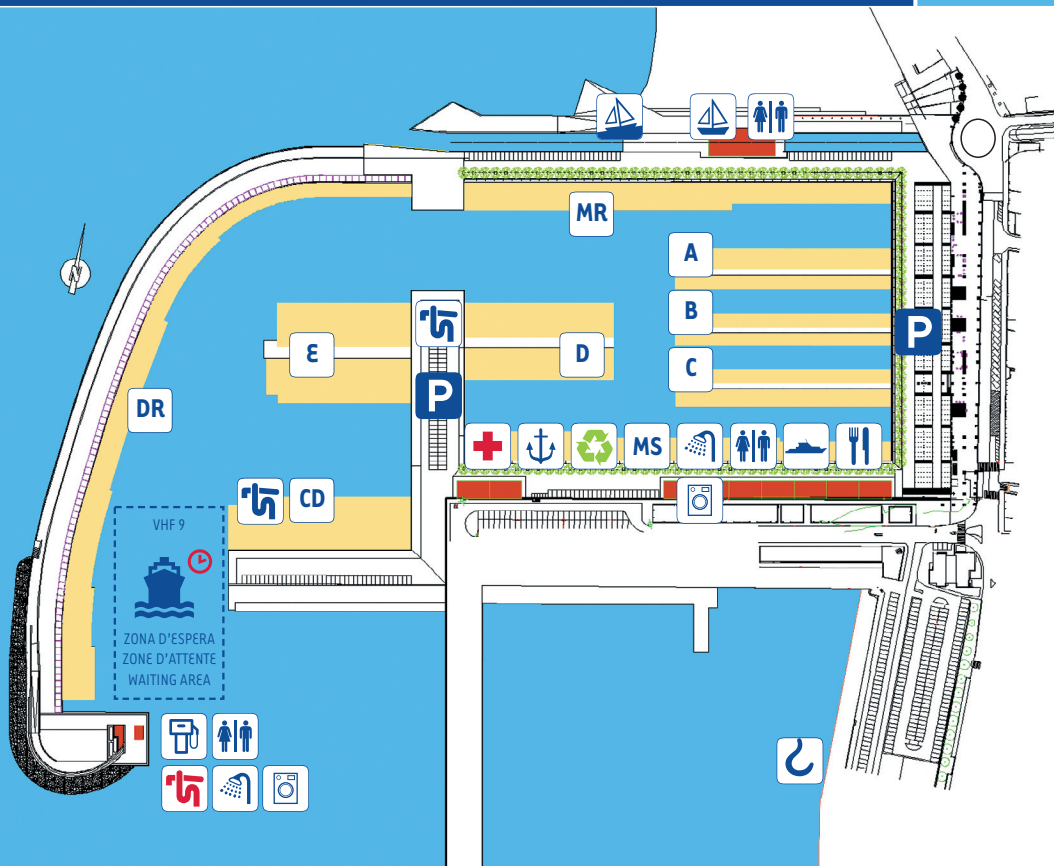 MR
A
B
Ɛ
D
C
P
P
DR
MS
CD
VHF 9
ZONA D'ESPERA
ZONE D'ATTENTE
WAITING AREA
N